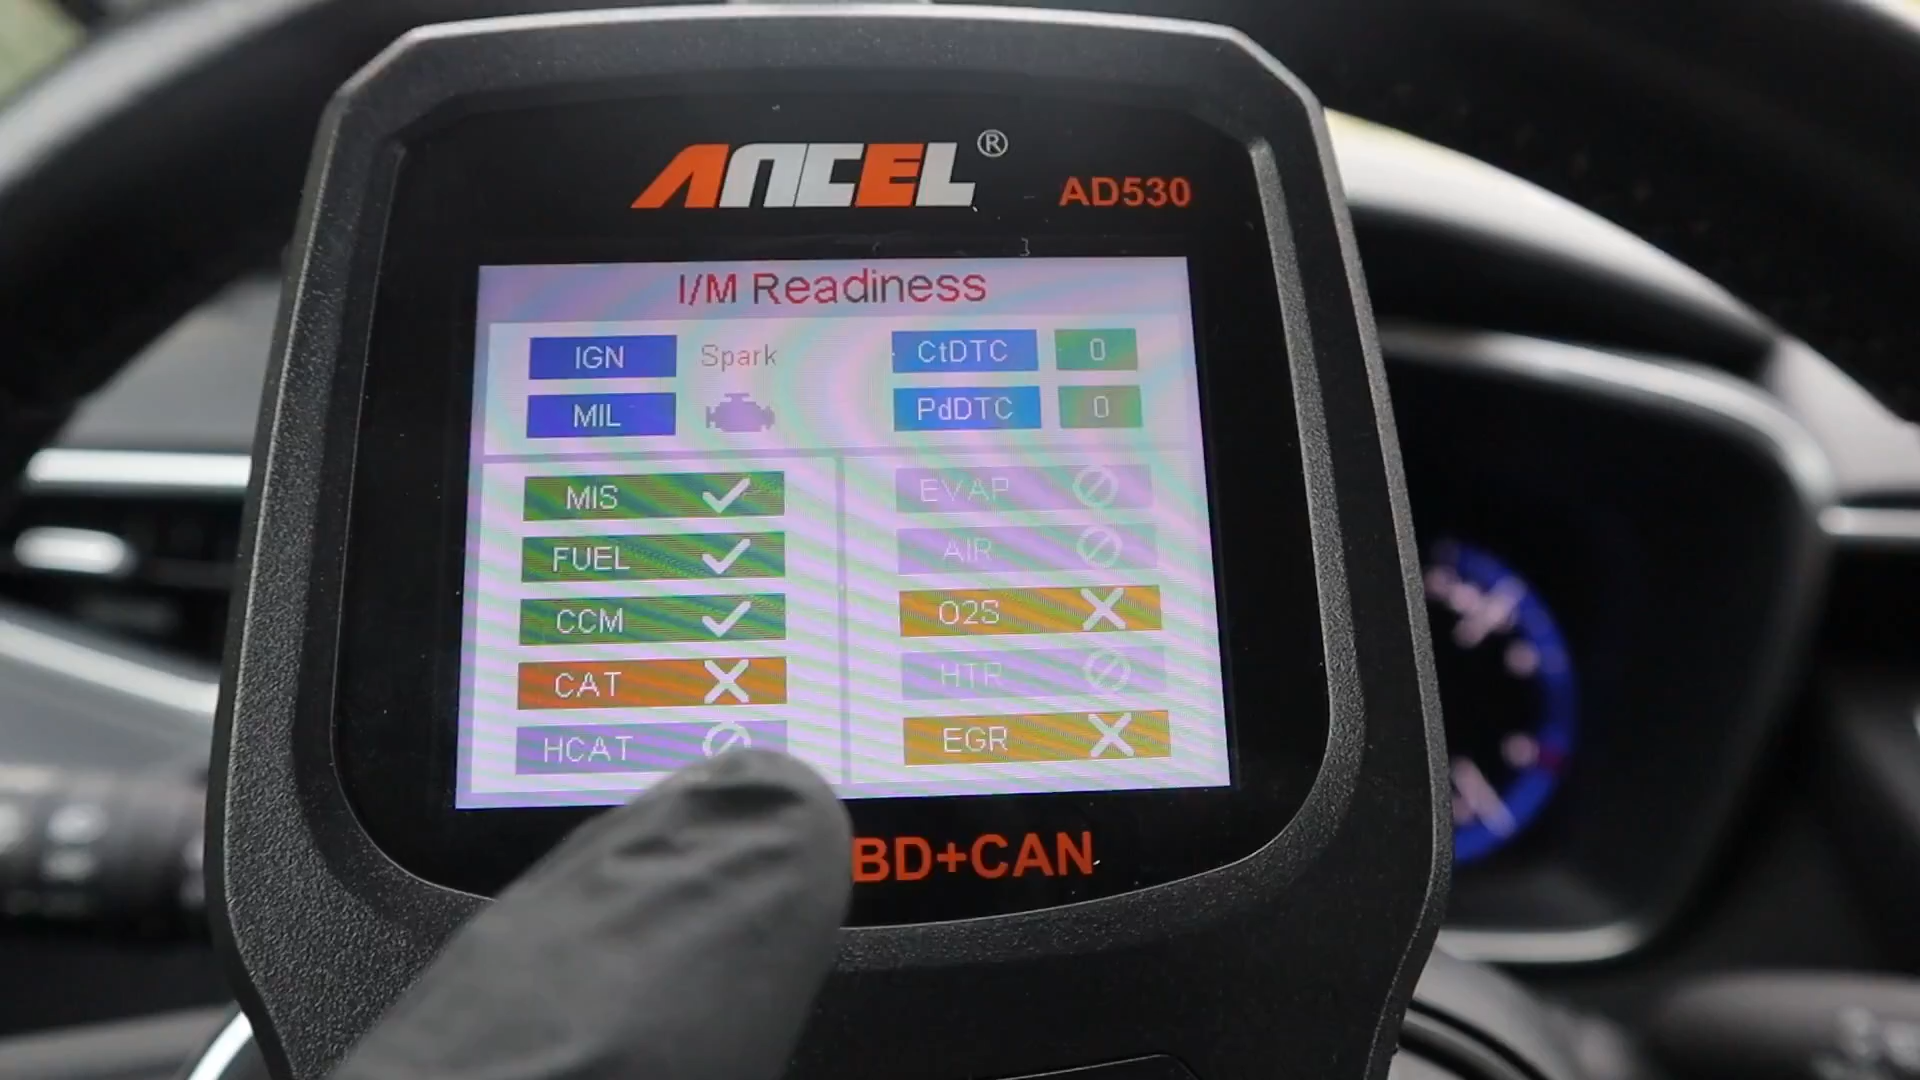 ANCEL®
AD530
I/M Readiness
IGN Spark CtDTC 0
MIL PdDTC 0
MIS EVAP
FUEL AIR
CCM O2S
CAT HTR
HCAT EGR
BD+CAN